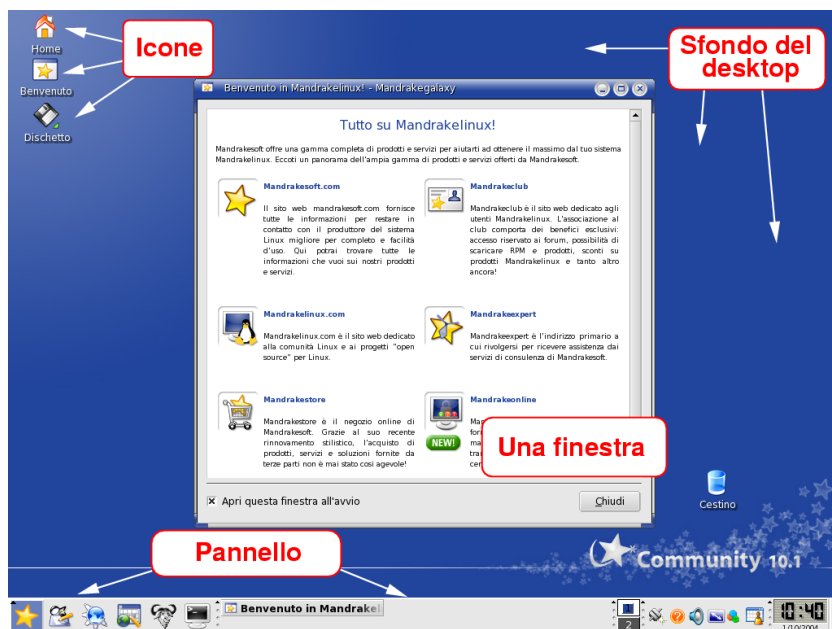 Home
Benvenuto
Dischetto
Icone
Sfondo del
desktop
Benvenuto in Mandrakelinux! - Mandrakegalaxy
Tutto su Mandrakelinux!
Mandrakesoft offre una gamma completa di prodotti e servizi per aiutarti ad ottenere il massimo dal tuo sistema
Mandrakelinux. Eccoti un panorama dell'ampia gamma di prodotti e servizi offerti da Mandrakesoft.
Mandrakesoft.com
Il sito web mandrakesoft.com fornisce
tutte le informazioni per restare in
contatto con il produttore del sistema
Linux migliore per completo e facilità
d'uso. Qui potrai trovare tutte le
informazioni che vuoi sui nostri prodotti
e servizi.
Mandrakeclub
Mandrakeclub è il sito web dedicato agli
utenti Mandrakelinux. L'associazione al
club comporta dei benefici esclusivi:
accesso riservato ai forum, possibilità di
scaricare RPM e prodotti, sconti su
prodotti Mandrakelinux e tanto altro
ancora!
Mandrakelinux.com
Mandrakelinux.com è il sito web dedicato
alla comunità Linux e ai progetti "open
source" per Linux.
Mandrakeexpert
Mandrakeexpert è l'indirizzo primario a
cui rivolgersi per ricevere assistenza dai
servizi di consulenza di Mandrakesoft.
Mandrakestore
Mandrakestore è il negozio online di
Mandrakesoft. Grazie al suo recente
rinnovamento stilistico, l'acquisto di
prodotti, servizi e soluzioni fornite da
terze parti non è mai stato così agevole!
Mandrakeonline
NEW!
Una finestra
Apri questa finestra all'avvio
Chiudi
Cestino
Pannello
Community 10.1
Benvenuto in Mandrakel
2
10:40
1/10/2004